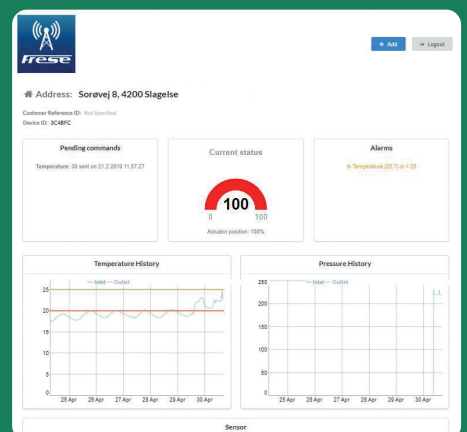 Frese
+ Add
Logout
Address: Sorøvej 8, 4200 Slagelse
Customer Reference ID: Not Specified
Device ID: 3C4BFC
Pending commands
Temperature: 30 sent on 21.2.2016 11:57:27
Current status
100
0 100
Actuator position: 100%
Alarms
In Temperature (22.7) is < 25
Temperature History
Inlet Outlet
25
20
15
10
5
0
25 Apr 26 Apr 27 Apr 28 Apr 29 Apr 30 Apr
Pressure History
Inlet Outlet
250
200
150
100
50
0
25 Apr 26 Apr 27 Apr 28 Apr 29 Apr 30 Apr
Sensor